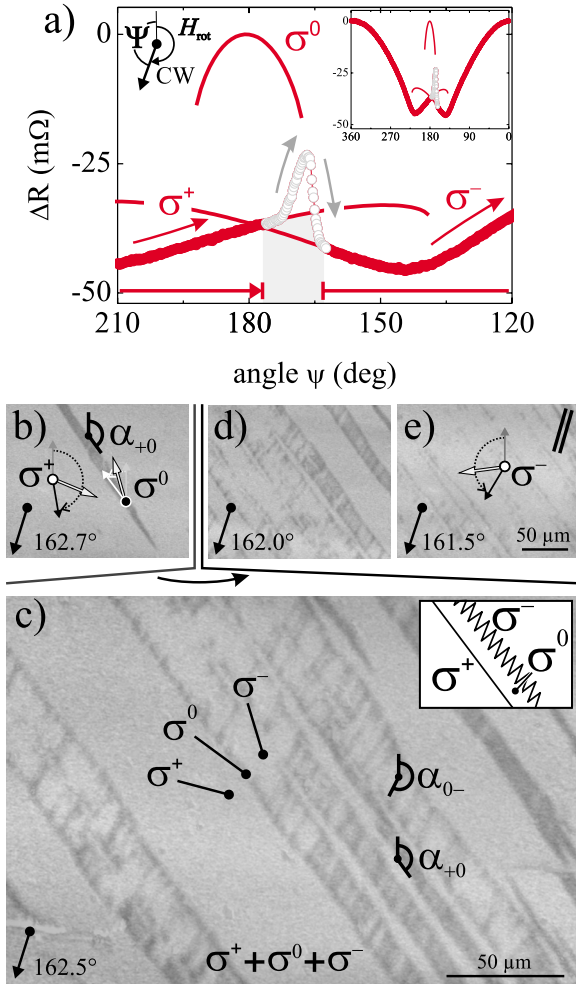 a)
Ψ
H_rot
CW
σ⁰
0
-25
-50
360
270
180
90
0
0
-25
-50
ΔR (mΩ)
σ⁺
σ⁻
210
180
150
120
angle ψ (deg)
b)
α₊₀
σ⁺
σ⁰
162.7°
d)
162.0°
e)
σ⁻
161.5°
50 µm
c)
σ⁻
σ⁰
σ⁺
σ⁻
σ⁰
σ⁺
α₀₋
α₊₀
162.5°
σ⁺+σ⁰+σ⁻
50 µm